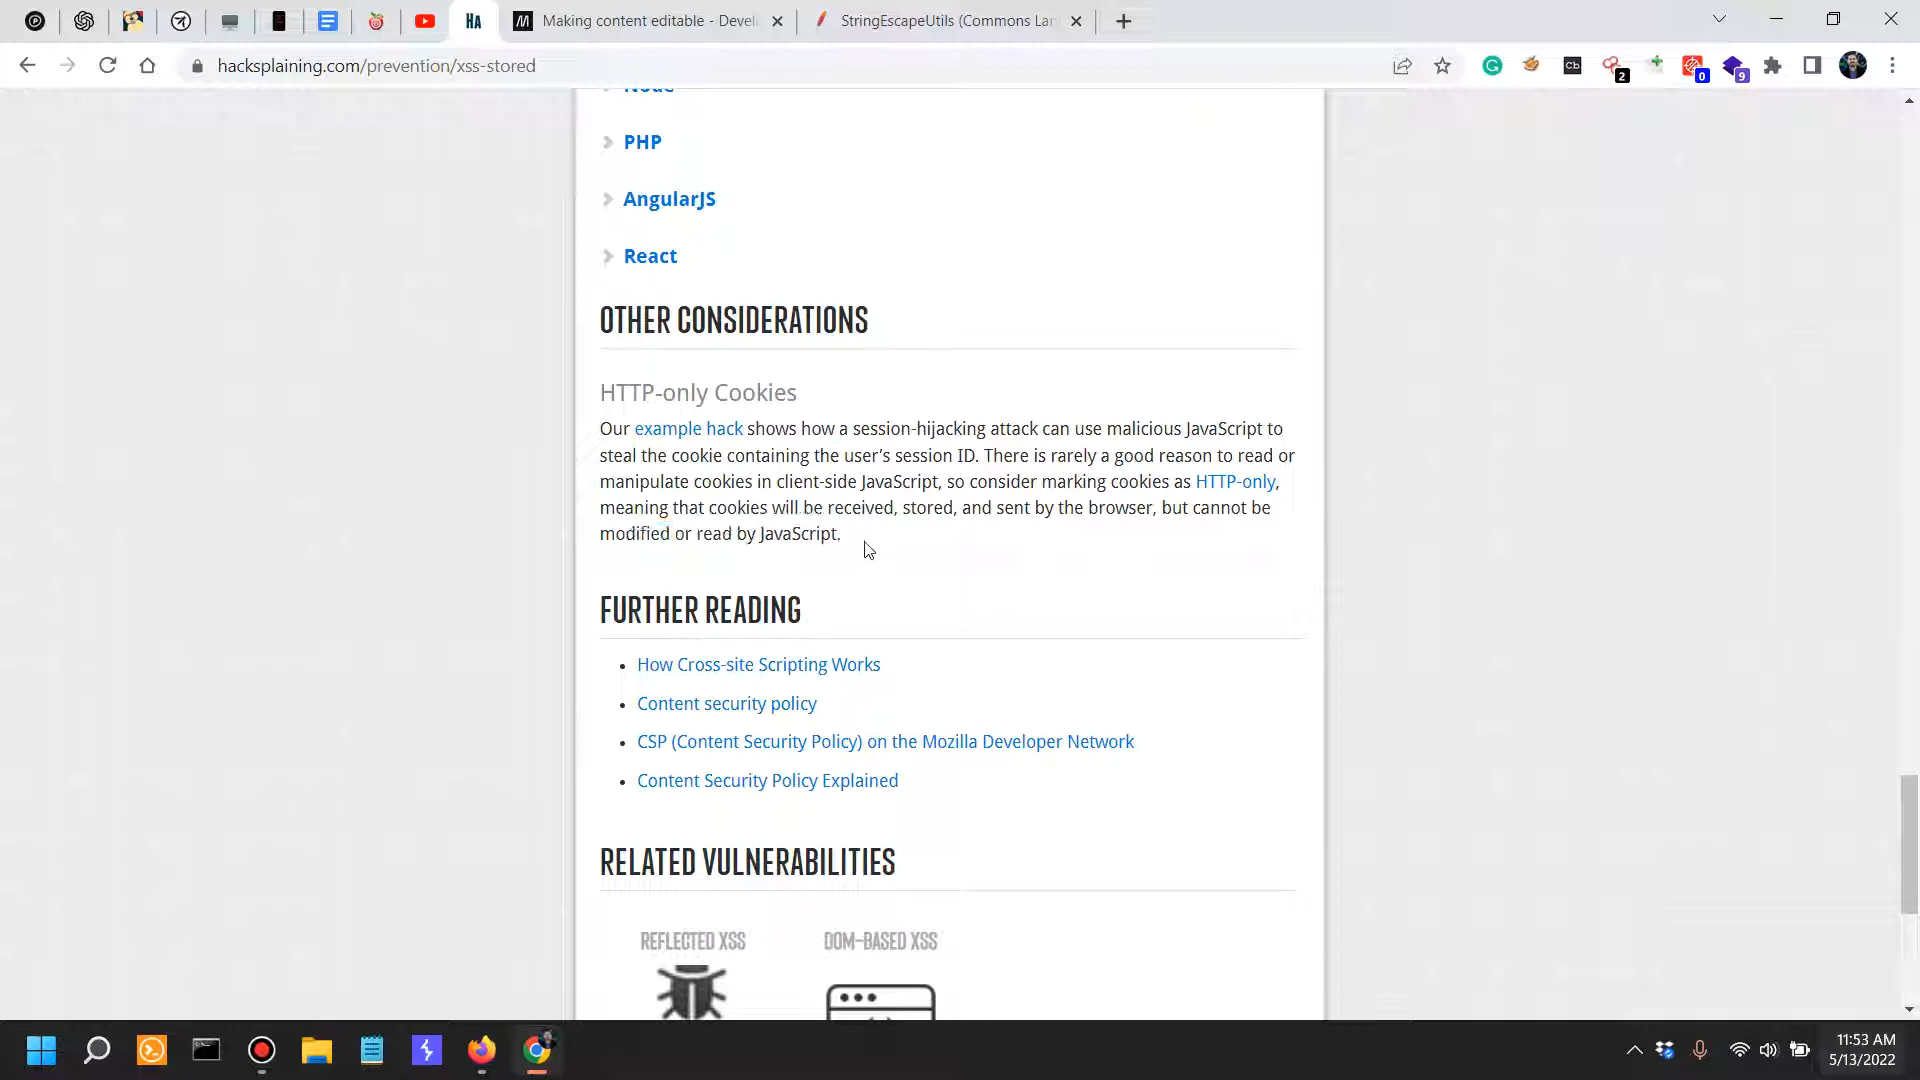 HA
Making content editable - Devel
StringEscapeUtils (Commons Lan
hacksplaining.com/prevention/xss-stored
Cb
2
0
9
Node
PHP
AngularJS
React
OTHER CONSIDERATIONS
HTTP-only Cookies
Our example hack shows how a session-hijacking attack can use malicious JavaScript to
steal the cookie containing the user’s session ID. There is rarely a good reason to read or
manipulate cookies in client-side JavaScript, so consider marking cookies as HTTP-only,
meaning that cookies will be received, stored, and sent by the browser, but cannot be
modified or read by JavaScript.
FURTHER READING
How Cross-site Scripting Works
Content security policy
CSP (Content Security Policy) on the Mozilla Developer Network
Content Security Policy Explained
RELATED VULNERABILITIES
REFLECTED XSS
DOM-BASED XSS
11:53 AM
5/13/2022